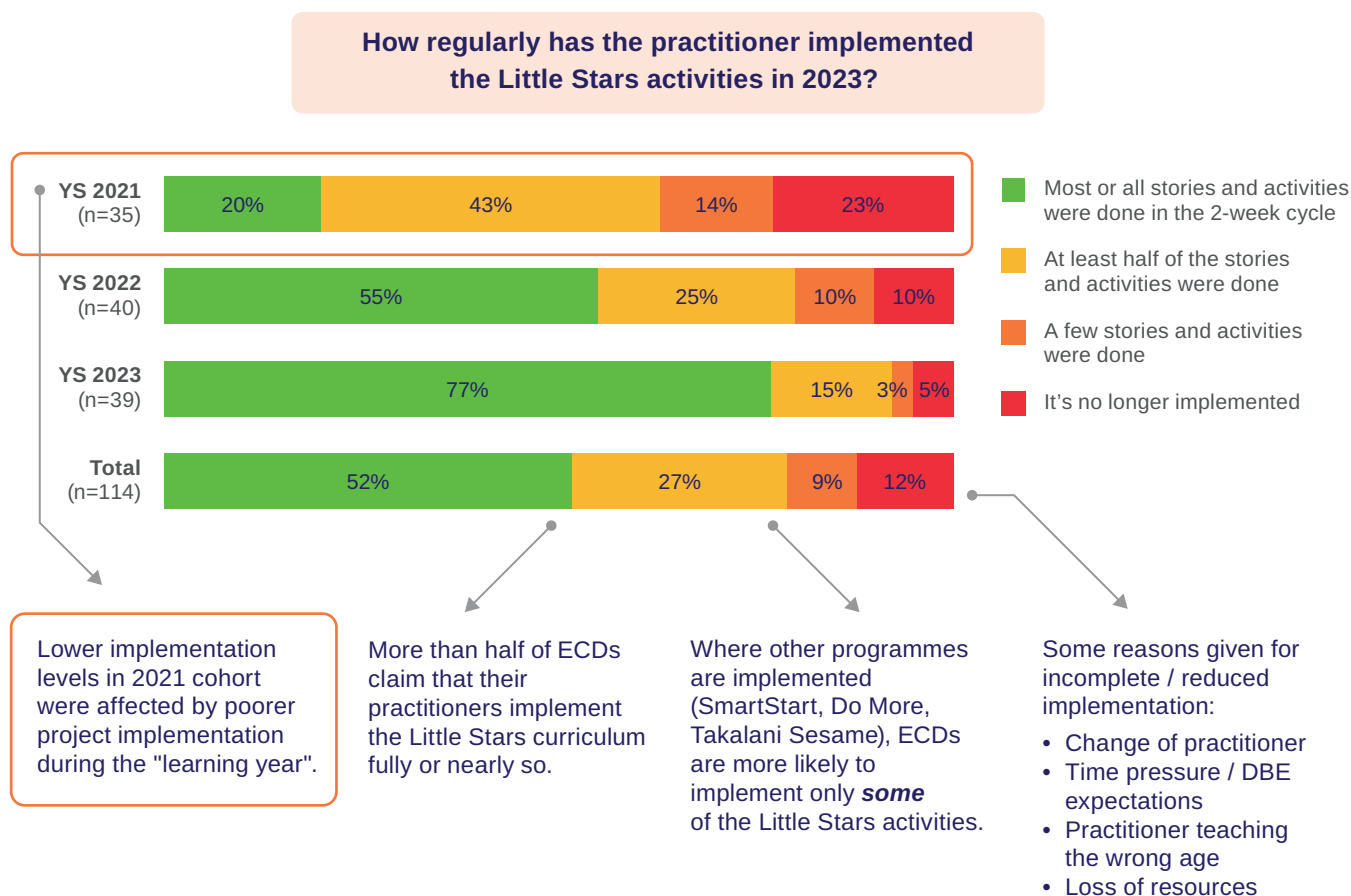 How regularly has the practitioner implemented
the Little Stars activities in 2023?
YS 2021
(n=35)
20%
43%
14%
23%
YS 2022
(n=40)
55%
25%
10%
10%
YS 2023
(n=39)
77%
15%
3%
5%
Total
(n=114)
52%
27%
9%
12%
Most or all stories and activities
were done in the 2-week cycle
At least half of the stories
and activities were done
A few stories and activities
were done
It’s no longer implemented
Lower implementation
levels in 2021 cohort
were affected by poorer
project implementation
during the "learning year".
More than half of ECDs
claim that their
practitioners implement
the Little Stars curriculum
fully or nearly so.
Where other programmes
are implemented
(SmartStart, Do More,
Takalani Sesame), ECDs
are more likely to
implement only some
of the Little Stars activities.
Some reasons given for
incomplete / reduced
implementation:
• Change of practitioner
• Time pressure / DBE
expectations
• Practitioner teaching
the wrong age
• Loss of resources